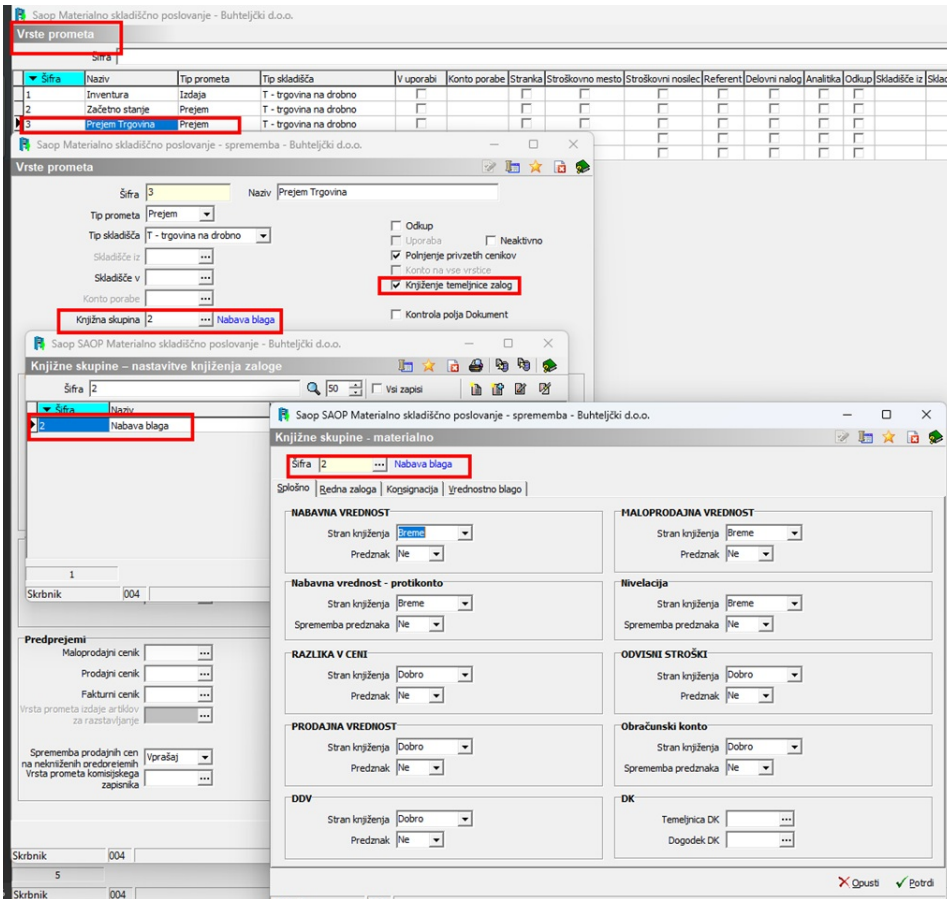 Saop Materialno skladiščno poslovanje - Buhteljčki d.o.o.
Vrste prometa
Šifra
Šifra Naziv Tip prometa Tip skladišča V uporabi Konto porabe Stranka Stroškovno mesto Stroškovni nosilec Referent Delovni nalog Analitika Odkup Skladišče iz Sklad
1 Inventura Izdaja T - trgovina na drobno
2 Začetno stanje Prejem T - trgovina na drobno
3 Prejem Trgovina Prejem T - trgovina na drobno
Saop Materialno skladiščno poslovanje - sprememba - Buhteljčki d.o.o.
Vrste prometa
Šifra 3 Naziv Prejem Trgovina
Tip prometa Prejem
Tip skladišča T - trgovina na drobno
Skladišče iz
Skladišče v
Konto porabe
Knjižna skupina 2 ... Nabava blaga
Odkup
Uporaba Neaktivno
Polnjenje privzetih cenikov
Konto na vse vrstice
Knjiženje temeljnice zalog
Kontrola polja Dokument
Saop SAOP Materialno skladiščno poslovanje - Buhteljčki d.o.o.
Knjižne skupine – nastavitve knjiženja zaloge
Šifra 2 50 Vsi zapisi
Šifra Naziv
2 Nabava blaga
1
Skrbnik 004
Predprejemi
Maloprodajni cenik ...
Prodajni cenik ...
Fakturni cenik ...
Vrsta prometa izdaje artiklov
za razstavljanje ...
Sprememba prodajnih cen
na neknjiženih predprejemih Vprašaj
Vrsta prometa komisijskega
zapisnika ...
Skrbnik 004
5
Skrbnik 004
Saop SAOP Materialno skladiščno poslovanje - sprememba - Buhteljčki d.o.o.
Knjižne skupine - materialno
Šifra 2 ... Nabava blaga
Splošno Redna zaloga Konsignacija Vrednostno blago
NABAVNA VREDNOST
Stran knjiženja Breme
Predznak Ne
Nabavna vrednost - protikonto
Stran knjiženja Breme
Sprememba predznaka Ne
RAZLIKA V CENI
Stran knjiženja Dobro
Predznak Ne
PRODAJNA VREDNOST
Stran knjiženja Dobro
Predznak Ne
DDV
Stran knjiženja Dobro
Predznak Ne
MALOPRODAJNA VREDNOST
Stran knjiženja Breme
Predznak Ne
Nivelacija
Stran knjiženja Breme
Sprememba predznaka Ne
ODVISNI STROŠKI
Stran knjiženja Dobro
Predznak Ne
Obračunski konto
Stran knjiženja Dobro
Sprememba predznaka Ne
DK
Temeljnica DK ...
Dogodek DK ...
Opusti Potrdi